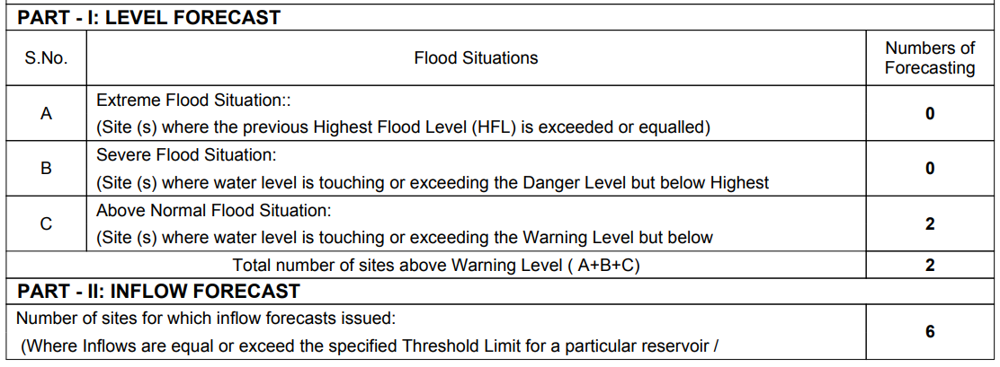 PART - I: LEVEL FORECAST
S.No.
Flood Situations
Numbers of
Forecasting
A
Extreme Flood Situation::
(Site (s) where the previous Highest Flood Level (HFL) is exceeded or equalled)
0
B
Severe Flood Situation:
(Site (s) where water level is touching or exceeding the Danger Level but below Highest
0
C
Above Normal Flood Situation:
(Site (s) where water level is touching or exceeding the Warning Level but below
2
Total number of sites above Warning Level ( A+B+C)
2
PART - II: INFLOW FORECAST
Number of sites for which inflow forecasts issued:
(Where Inflows are equal or exceed the specified Threshold Limit for a particular reservoir /
6